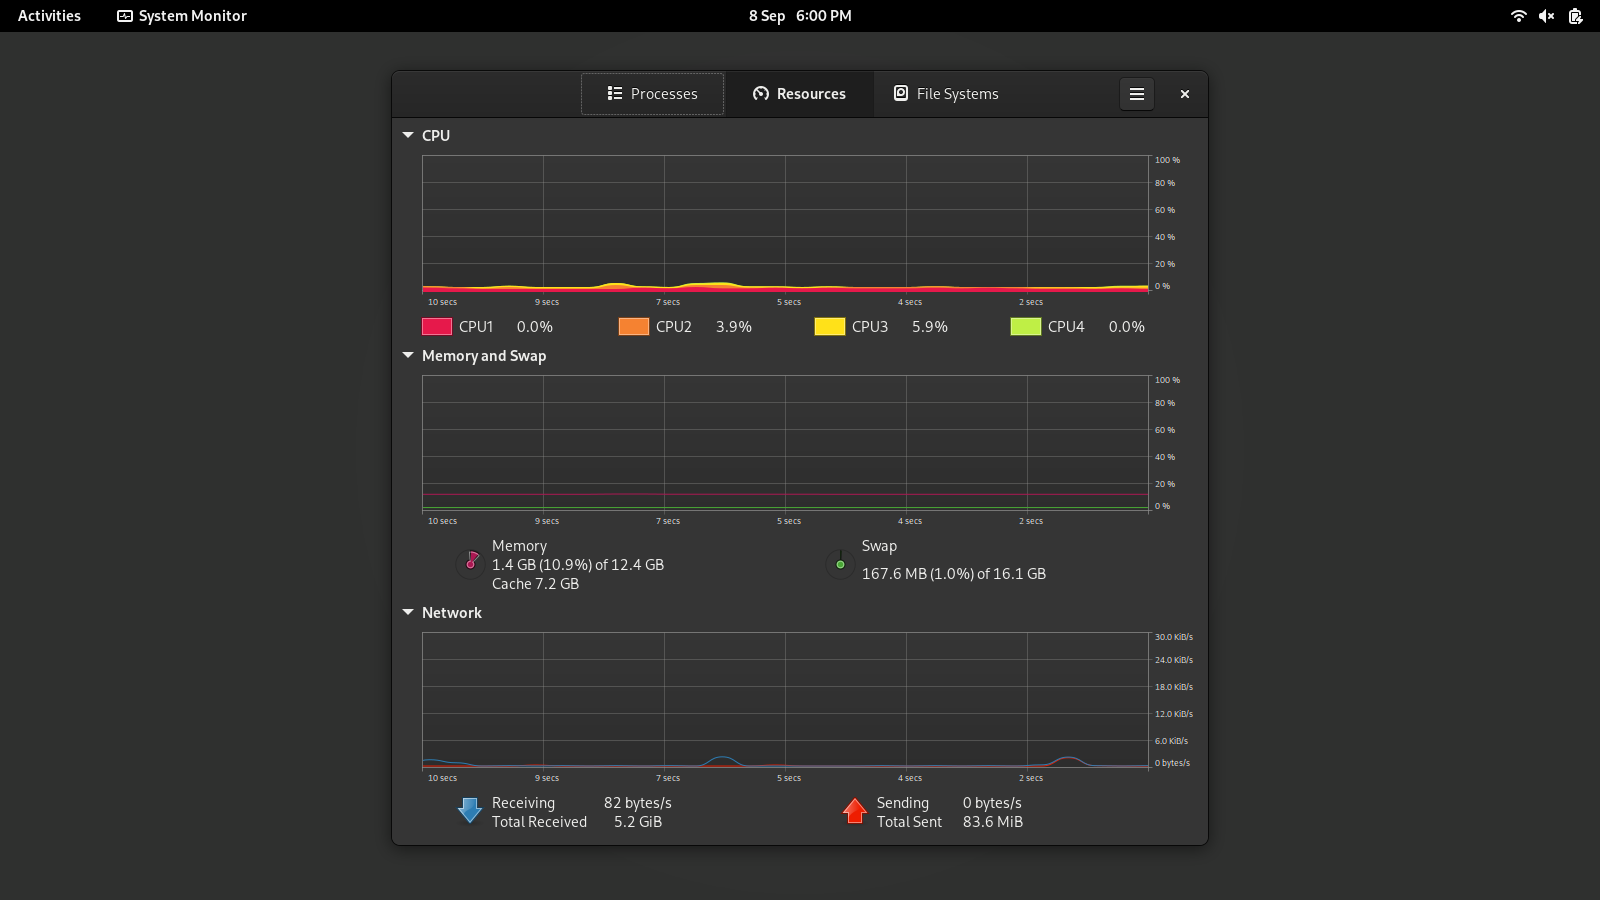 Activities System Monitor 8 Sep 6:00 PM
Processes Resources File Systems
CPU
100 %
80 %
60 %
40 %
20 %
0 %
10 secs 9 secs 7 secs 5 secs 4 secs 2 secs
CPU1 0.0% CPU2 3.9% CPU3 5.9% CPU4 0.0%
Memory and Swap
100 %
80 %
60 %
40 %
20 %
0 %
10 secs 9 secs 7 secs 5 secs 4 secs 2 secs
Memory
1.4 GB (10.9%) of 12.4 GB
Cache 7.2 GB
Swap
167.6 MB (1.0%) of 16.1 GB
Network
30.0 KiB/s
24.0 KiB/s
18.0 KiB/s
12.0 KiB/s
6.0 KiB/s
0 bytes/s
10 secs 9 secs 7 secs 5 secs 4 secs 2 secs
Receiving 82 bytes/s
Total Received 5.2 GiB
Sending 0 bytes/s
Total Sent 83.6 MiB